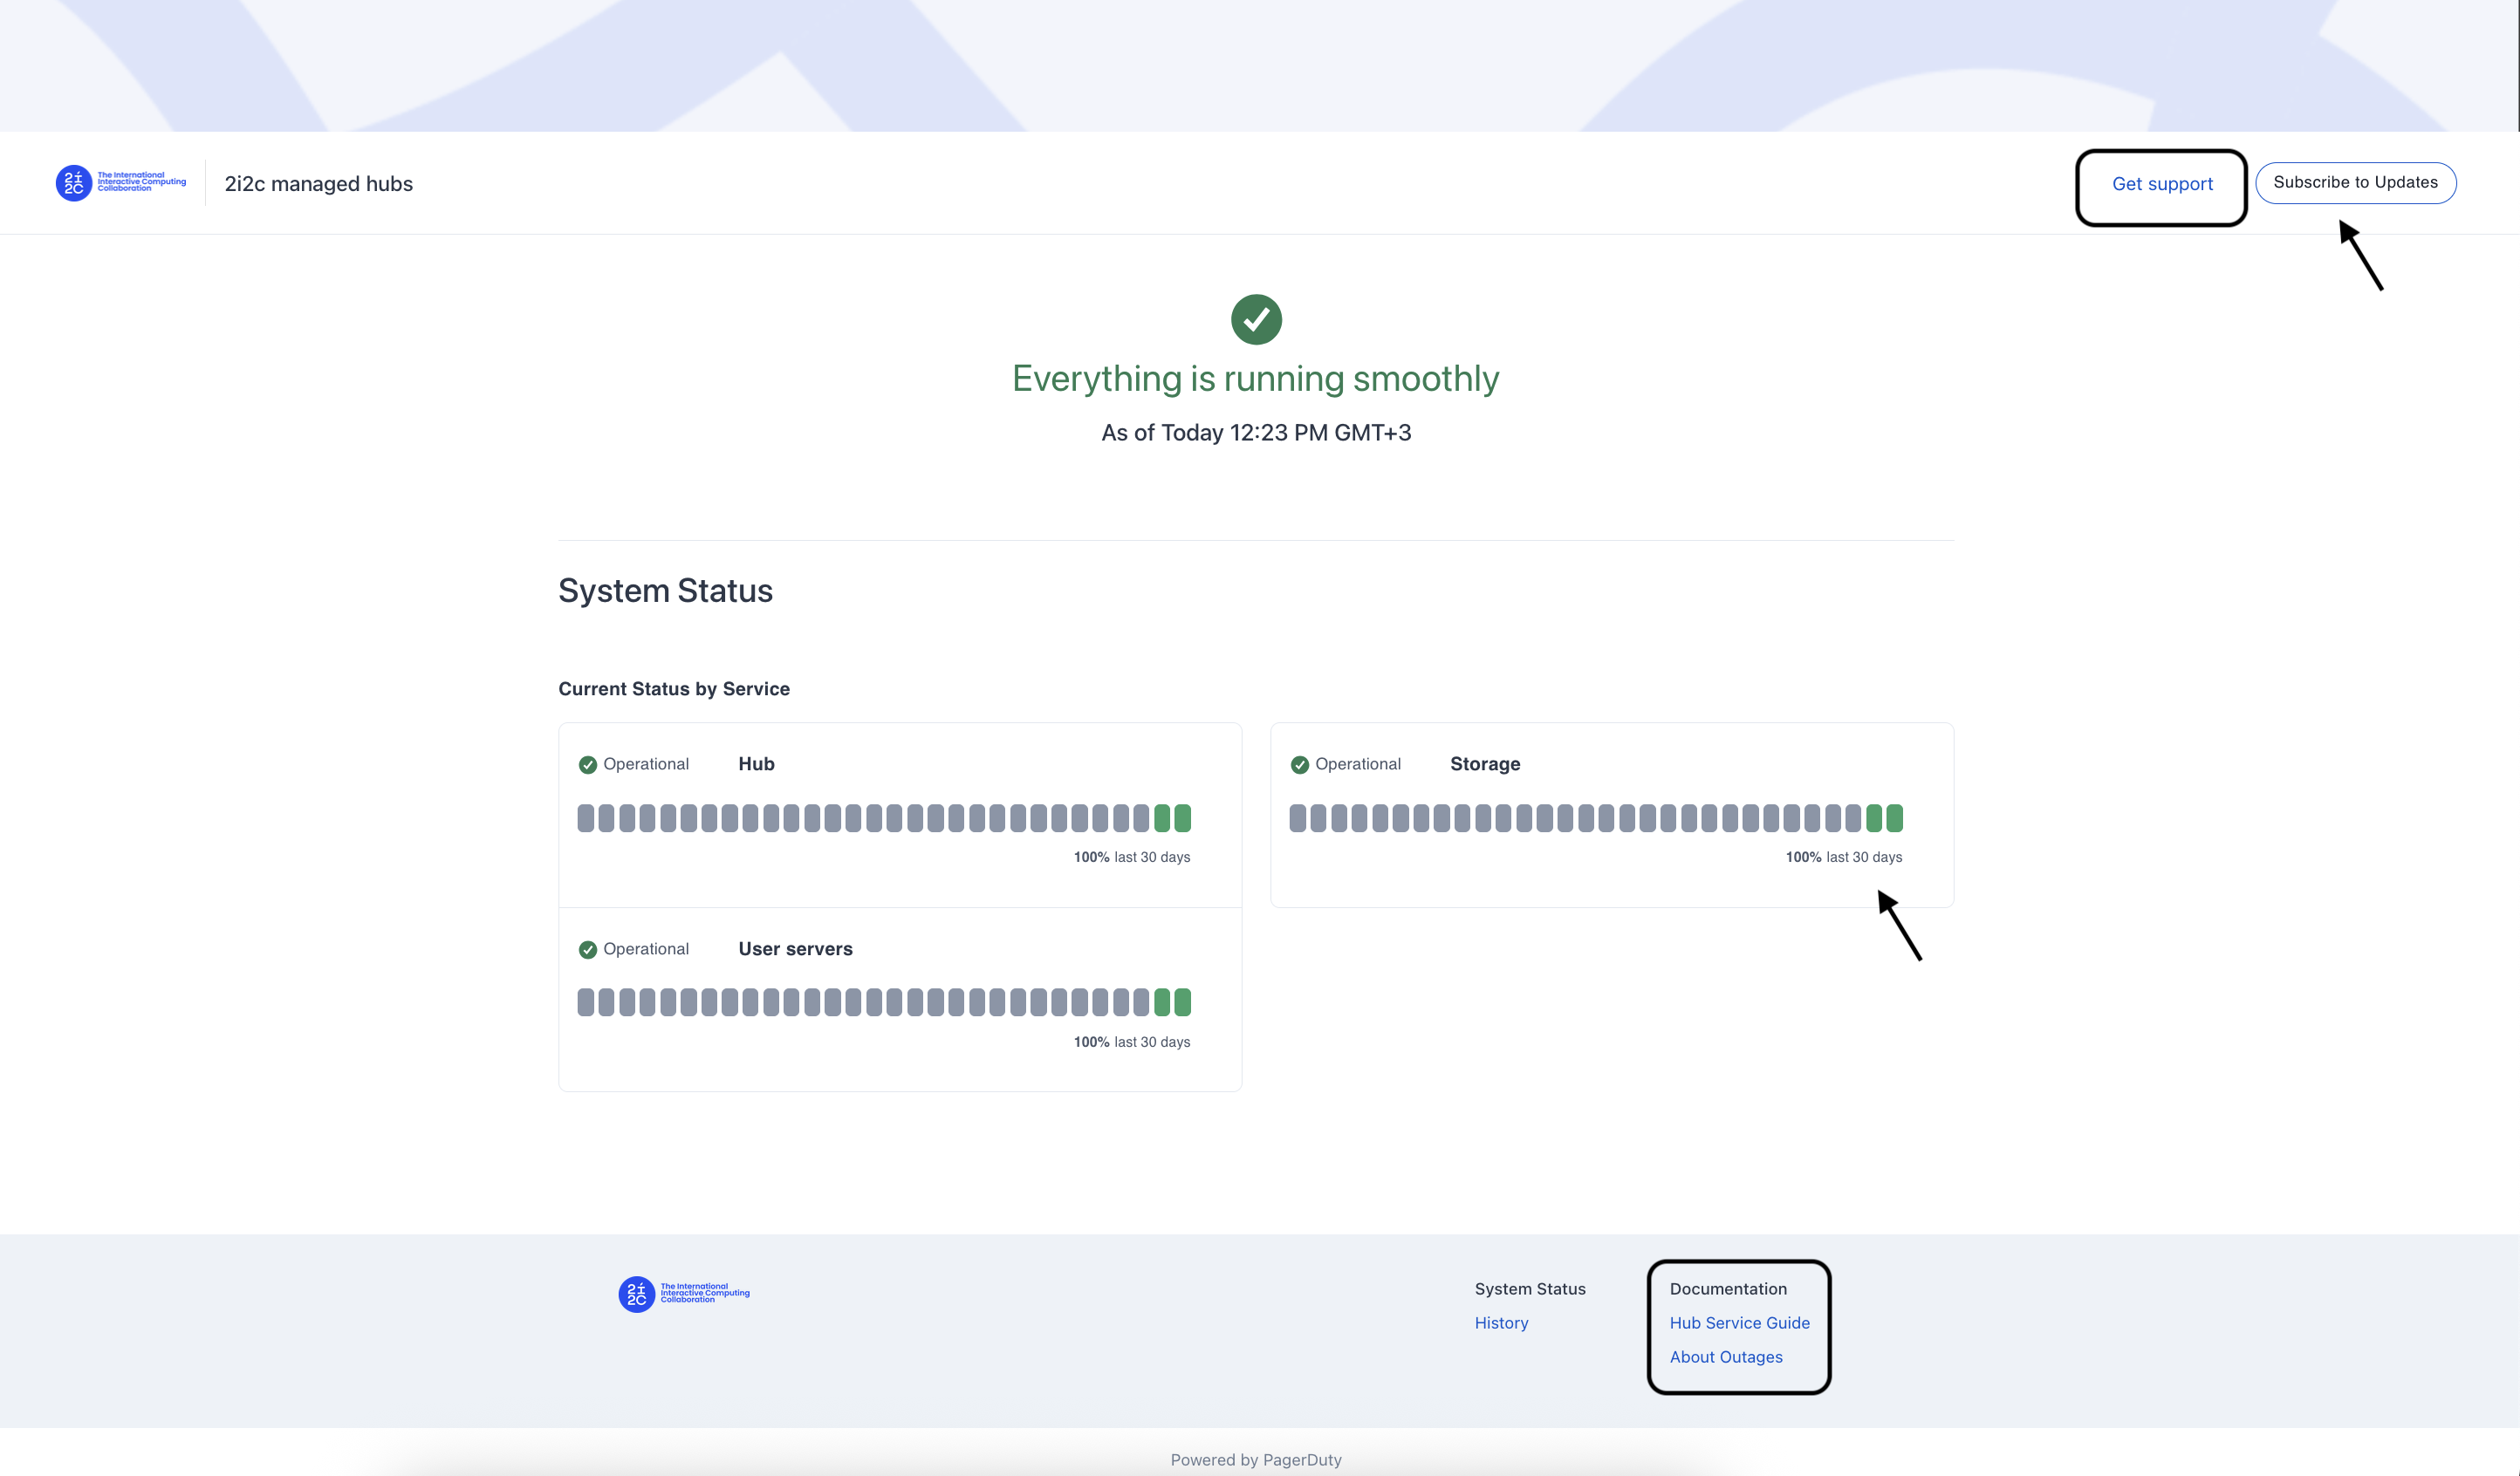 2i2c
The International
Interactive Computing
Collaboration
2i2c managed hubs
Get support
Subscribe to Updates
Everything is running smoothly
As of Today 12:23 PM GMT+3
System Status
Current Status by Service
Operational Hub
100% last 30 days
Operational Storage
100% last 30 days
Operational User servers
100% last 30 days
2i2c
The International
Interactive Computing
Collaboration
System Status
History
Documentation
Hub Service Guide
About Outages
Powered by PagerDuty